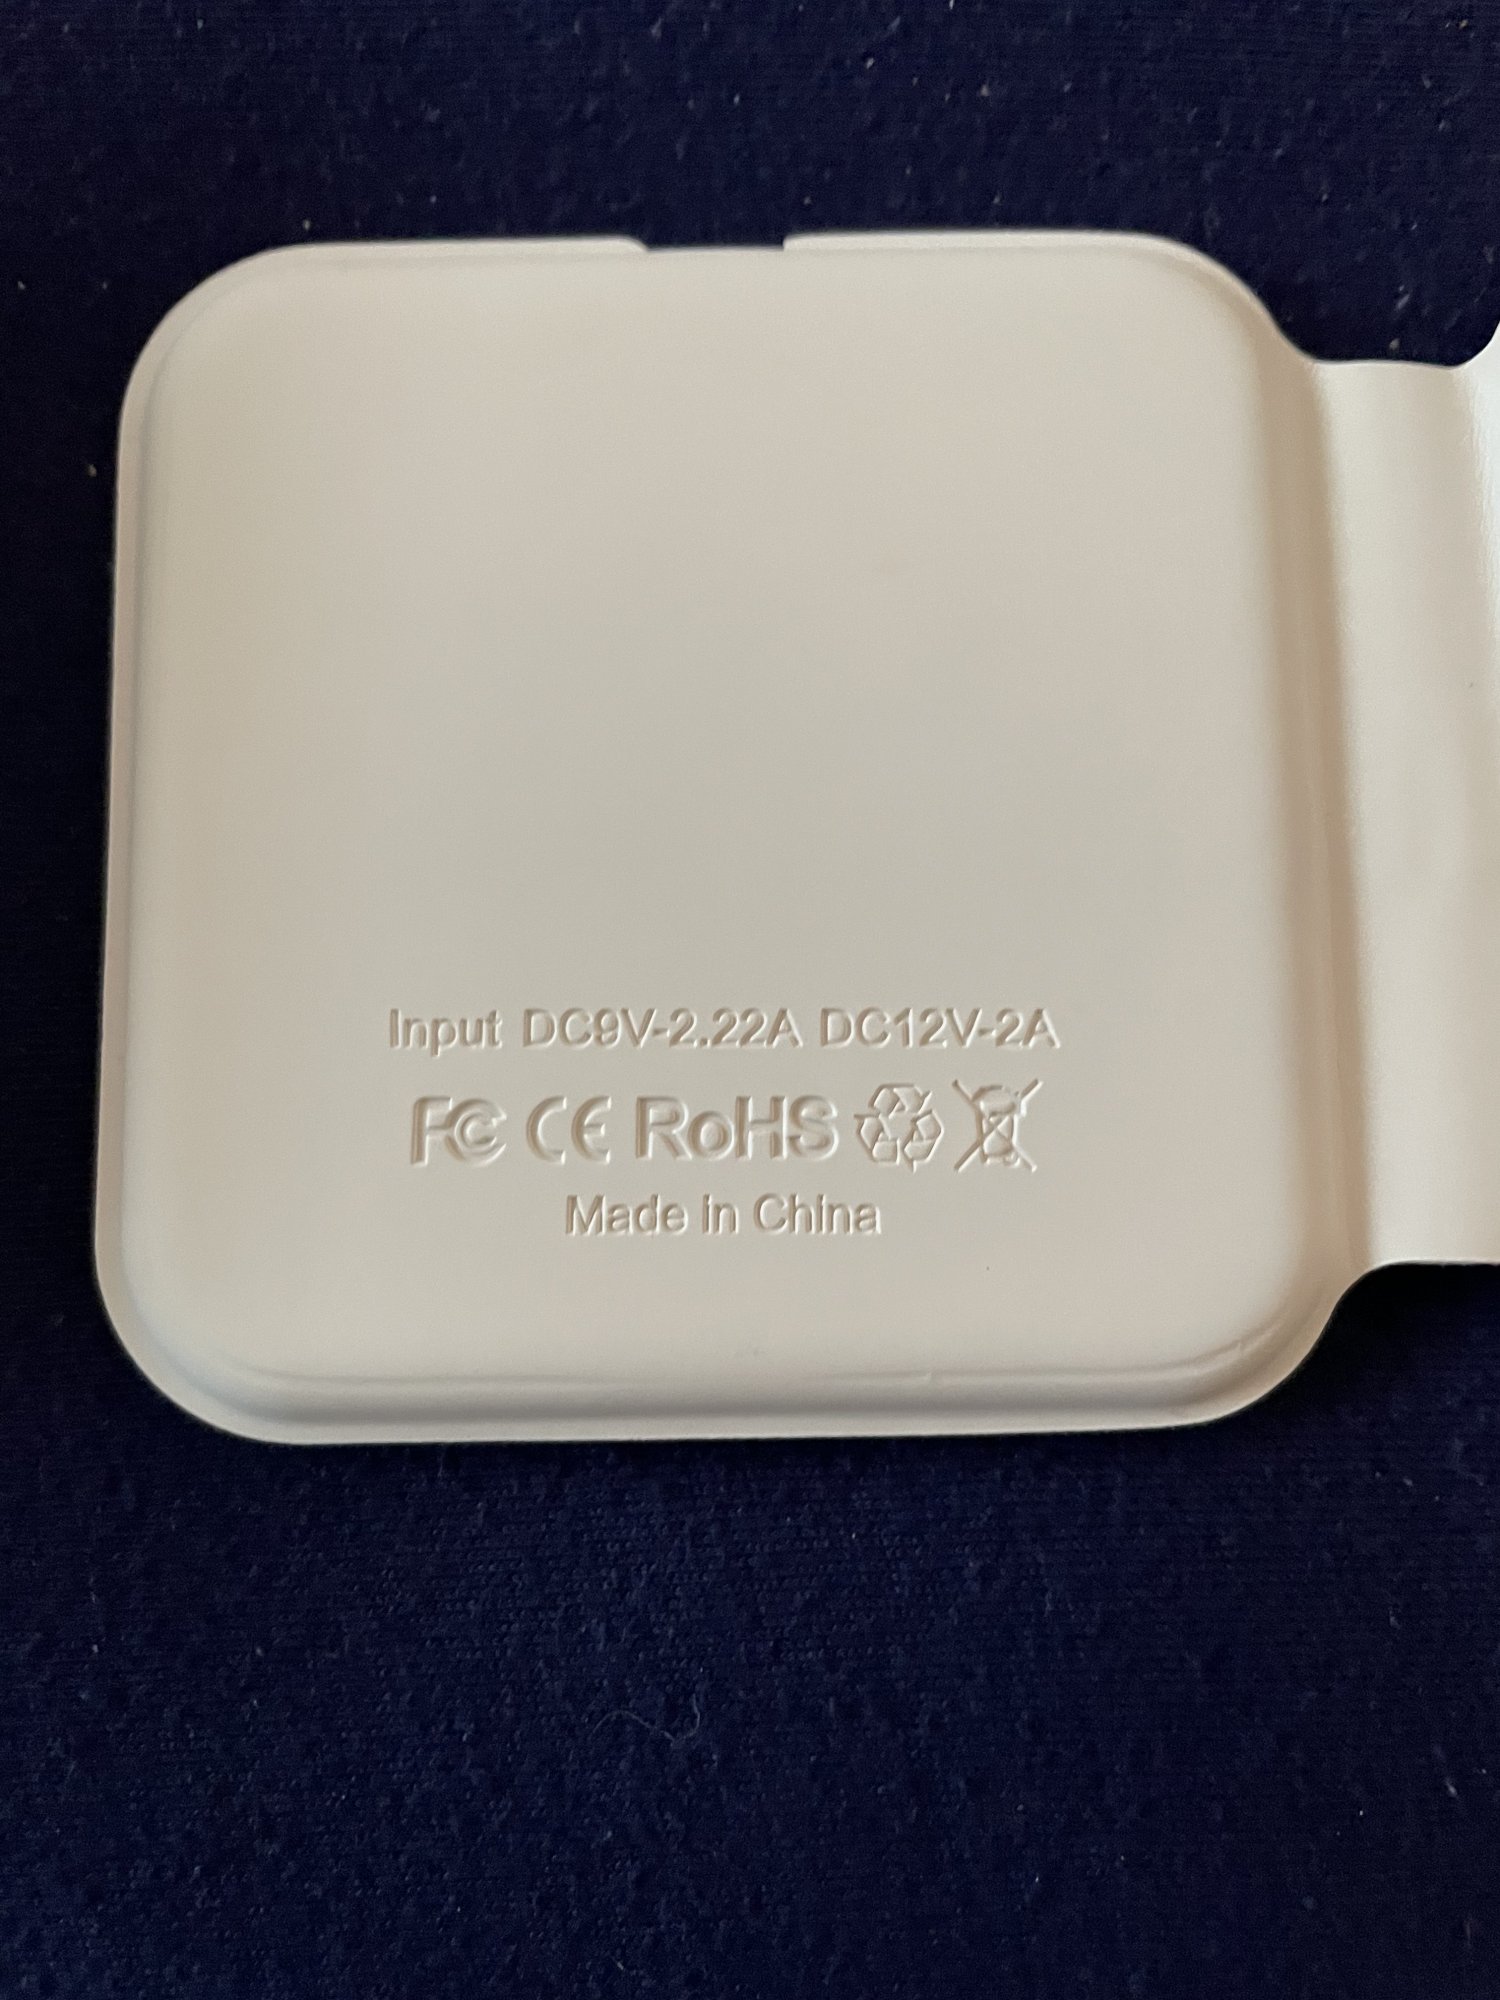 Input DC9V-2.22A DC12V-2A
FC CE RoHS
Made in China